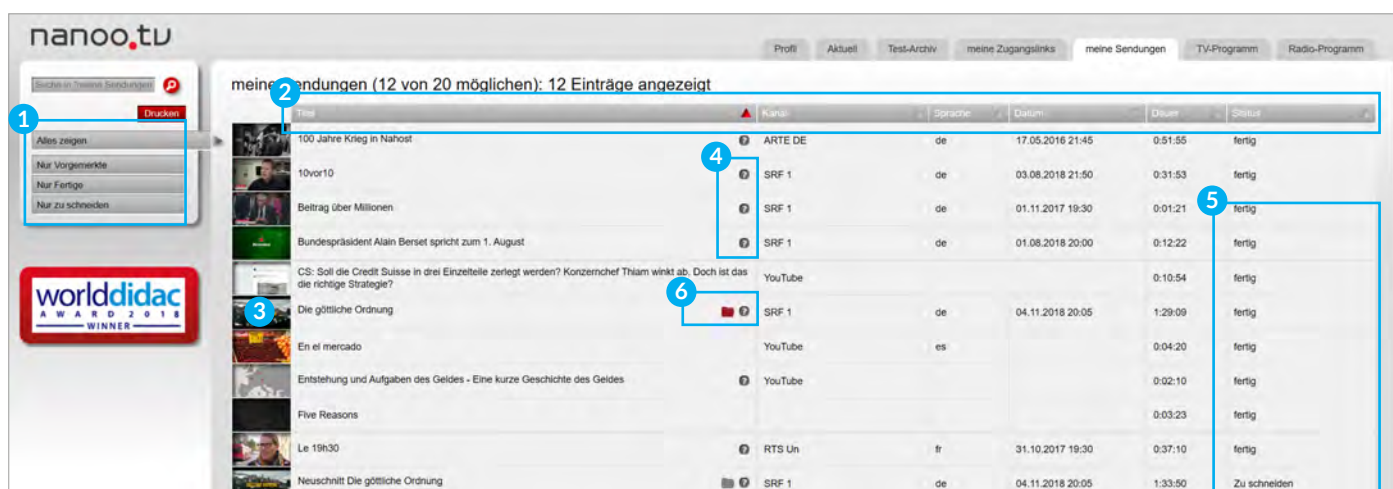 nanoo.tv
Profil Aktuell Test-Archiv meine Zugangslinks meine Sendungen TV-Programm Radio-Programm
Suche in "meine Sendungen"
Drucken
1
Alles zeigen
Nur Vorgemerkte
Nur Fertige
Nur zu schneiden
worlddidac
AWARD 2018
WINNER
meine Sendungen (12 von 20 möglichen): 12 Einträge angezeigt
2
Titel Kanal Sprache Datum Dauer Status
100 Jahre Krieg in Nahost ? ARTE DE de 17.05.2016 21:45 0:51:55 fertig
4
10vor10 ? SRF 1 de 03.08.2018 21:50 0:31:53 fertig
5
Beitrag über Millionen ? SRF 1 de 01.11.2017 19:30 0:01:21 fertig
Bundespräsident Alain Berset spricht zum 1. August ? SRF 1 de 01.08.2018 20:00 0:12:22 fertig
CS: Soll die Credit Suisse in drei Einzelteile zerlegt werden? Konzernchef Thiam winkt ab. Doch ist das
die richtige Strategie? YouTube 0:10:54 fertig
6
3
Die göttliche Ordnung ? SRF 1 de 04.11.2018 20:05 1:29:09 fertig
En el mercado YouTube es 0:04:20 fertig
Entstehung und Aufgaben des Geldes - Eine kurze Geschichte des Geldes ? YouTube 0:02:10 fertig
Five Reasons 0:03:23 fertig
Le 19h30 ? RTS Un fr 31.10.2017 19:30 0:37:10 fertig
Neuschnitt Die göttliche Ordnung ? SRF 1 de 04.11.2018 20:05 1:33:50 Zu schneiden